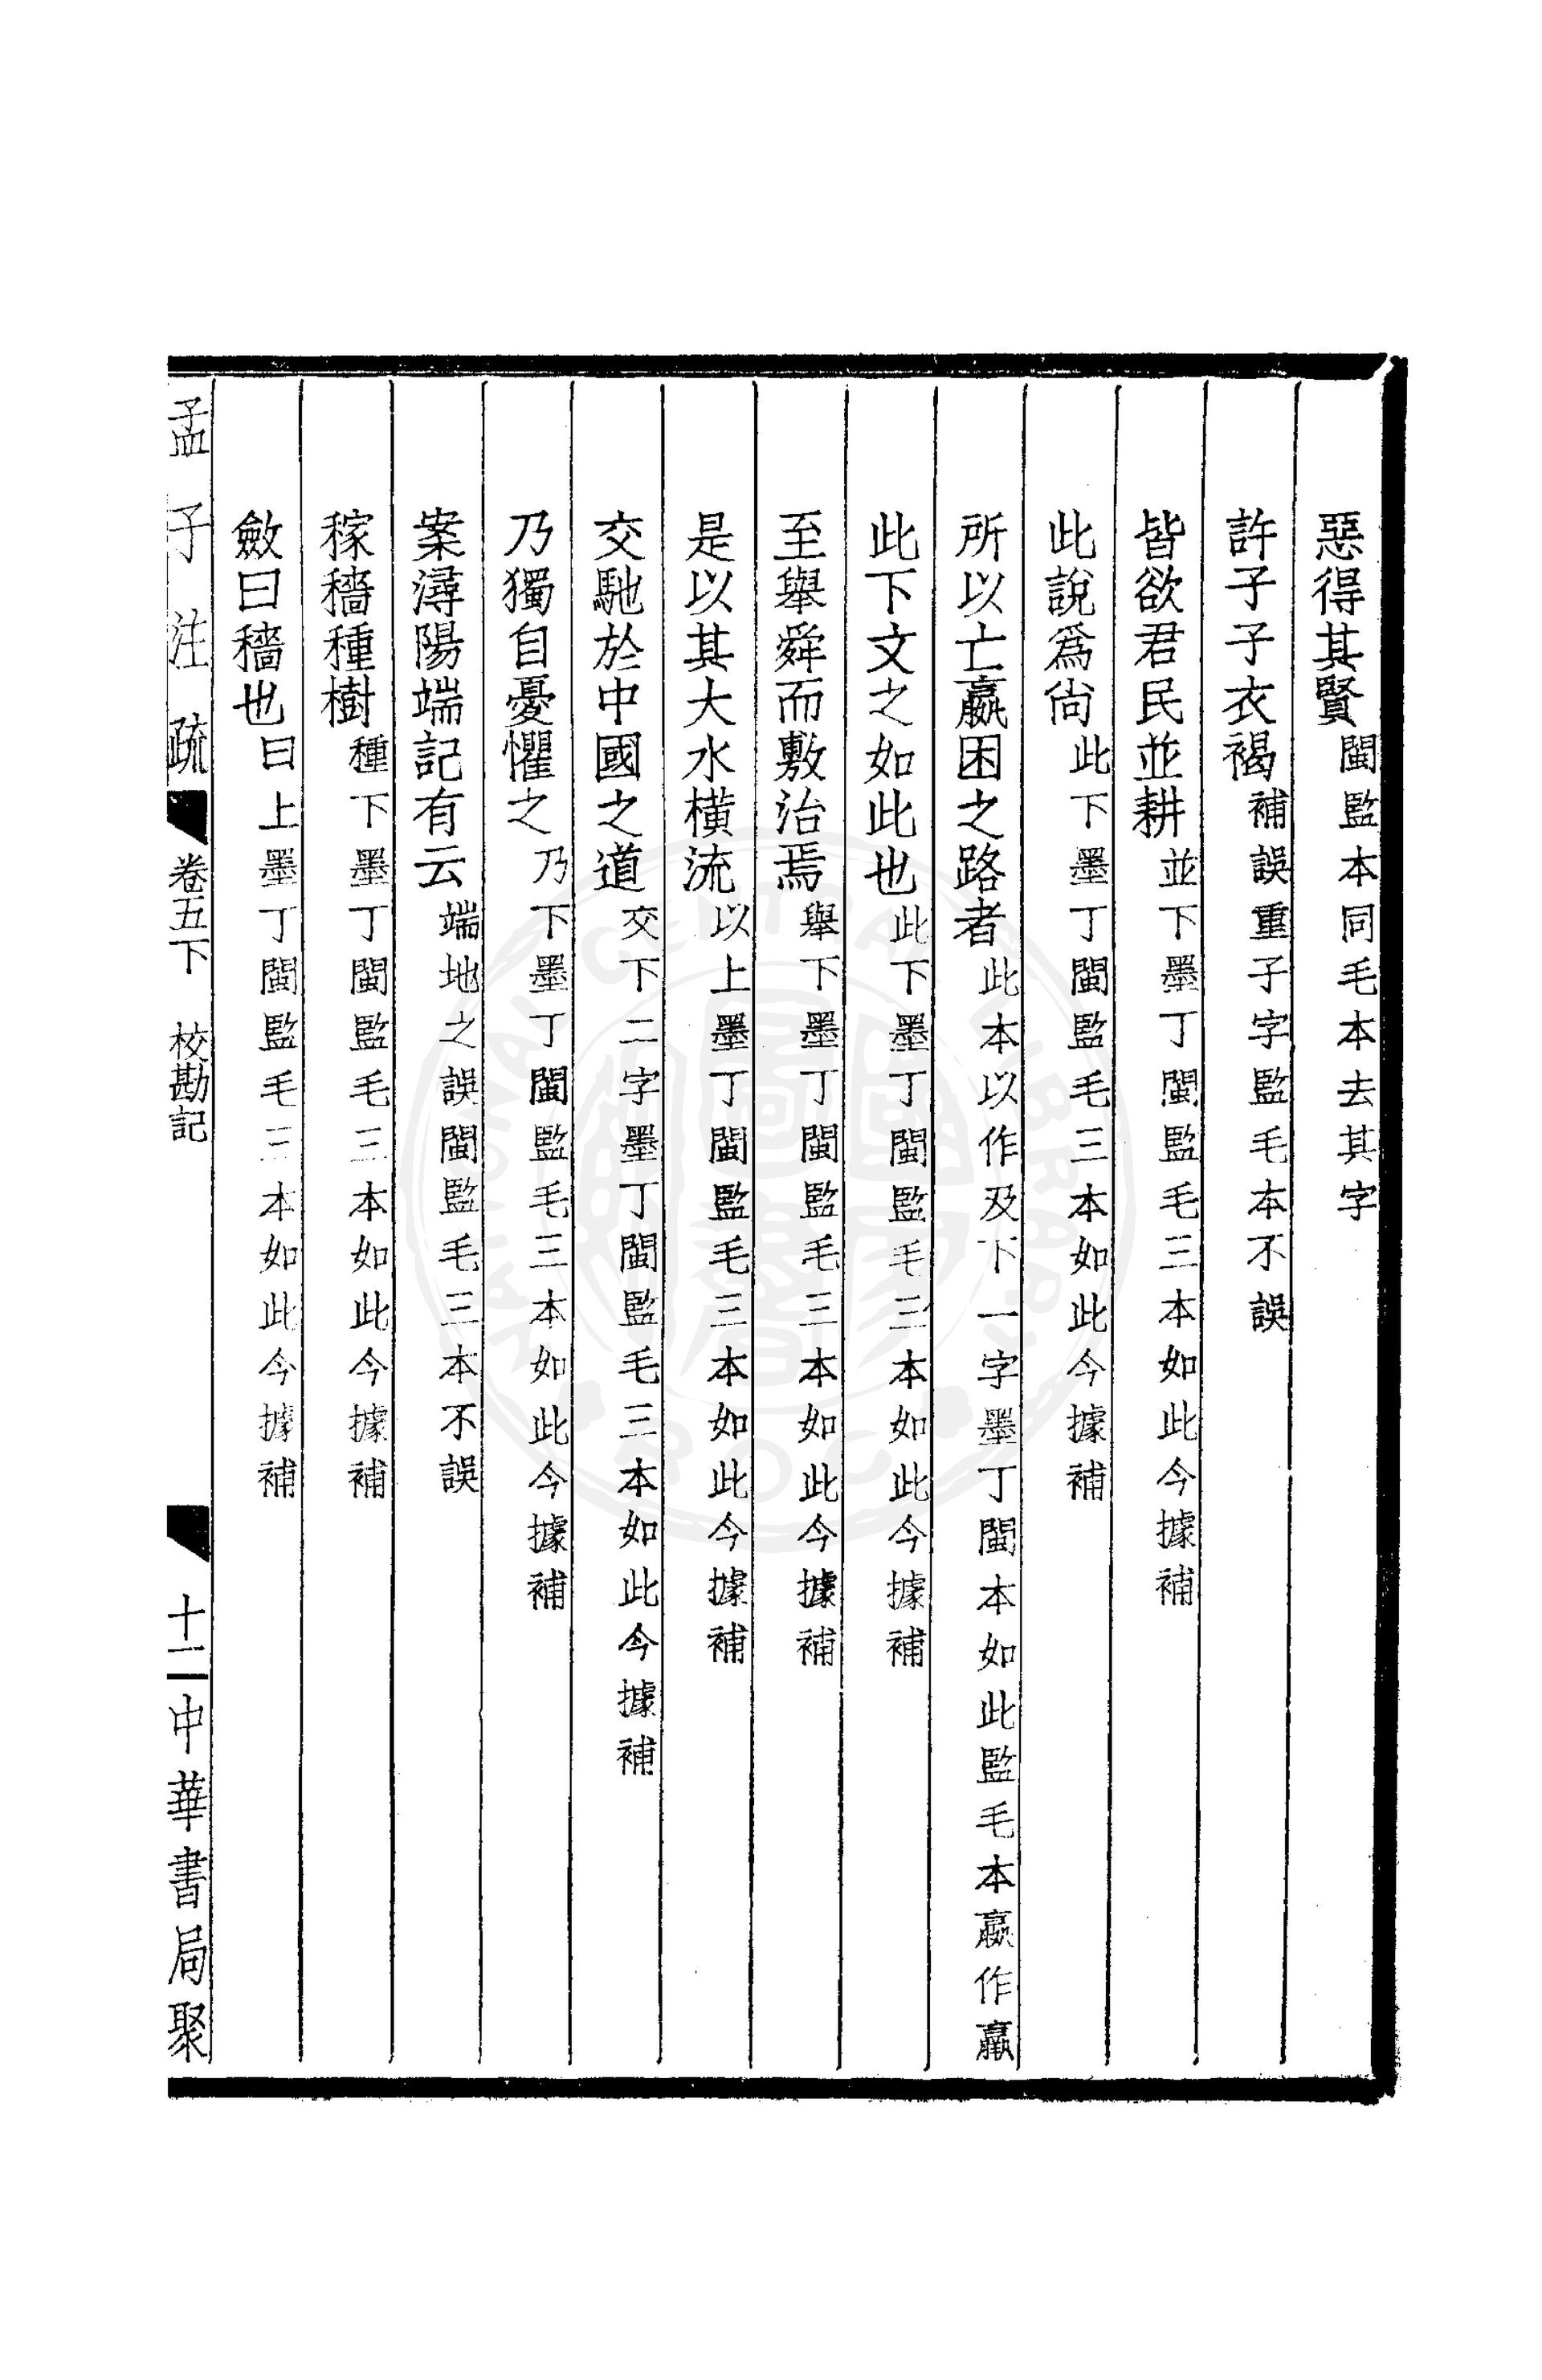 惡得其賢閩監本同毛本去其字
許子子衣褐補誤重子字監毛本不誤
皆欲君民並耕並下墨丁閩監毛三本如此今據補
此說爲尙此下墨丁閩監毛三本如此今據補
所以亡嬴困之路者此本以作及下一字墨丁閩本如此監毛本嬴作羸
此下文之如此也此下墨丁閩監毛三本如此今據補
至舉舜而敷治焉舉下墨丁閩監毛三本如此今據補
是以其大水橫流以上墨丁閩監毛三本如此今據補
交馳於中國之道交下二字墨丁閩監毛三本如此今據補
乃獨自憂懼之乃下墨丁閩監毛三本如此今據補
案潯陽端記有云端地之誤閩監毛三本不誤
稼穡種樹種下墨丁閩監毛三本如此今據補
斂曰穡也曰上墨丁閩監毛三本如此今據補
孟子注疏 卷五下 校勘記 十二 中華書局聚
NATIONAL CENTRAL LIBRARY R.O.C.